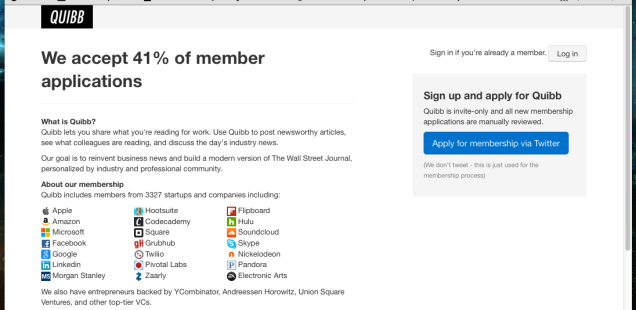 QUIBB
Sign in if you're already a member. Log in
We accept 41% of member
applications
Sign up and apply for Quibb
Quibb is invite-only and all new membership
applications are manually reviewed.
Apply for membership via Twitter
(We don't tweet - this is just used for the
membership process)
What is Quibb?
Quibb lets you share what you're reading for work. Use Quibb to post newsworthy articles,
see what colleagues are reading, and discuss the day's industry news.
Our goal is to reinvent business news and build a modern version of The Wall Street Journal,
personalized by industry and professional community.
About our membership
Quibb includes members from 3327 startups and companies including:
Apple
Amazon
Microsoft
Facebook
Google
Linkedin
MS Morgan Stanley
Hootsuite
Codecademy
Square
gH Grubhub
Twilio
Pivotal Labs
Zaarly
Flipboard
h Hulu
Soundcloud
Skype
Nickelodeon
P Pandora
EA Electronic Arts
We also have entrepreneurs backed by YCombinator, Andreessen Horowitz, Union Square
Ventures, and other top-tier VCs.